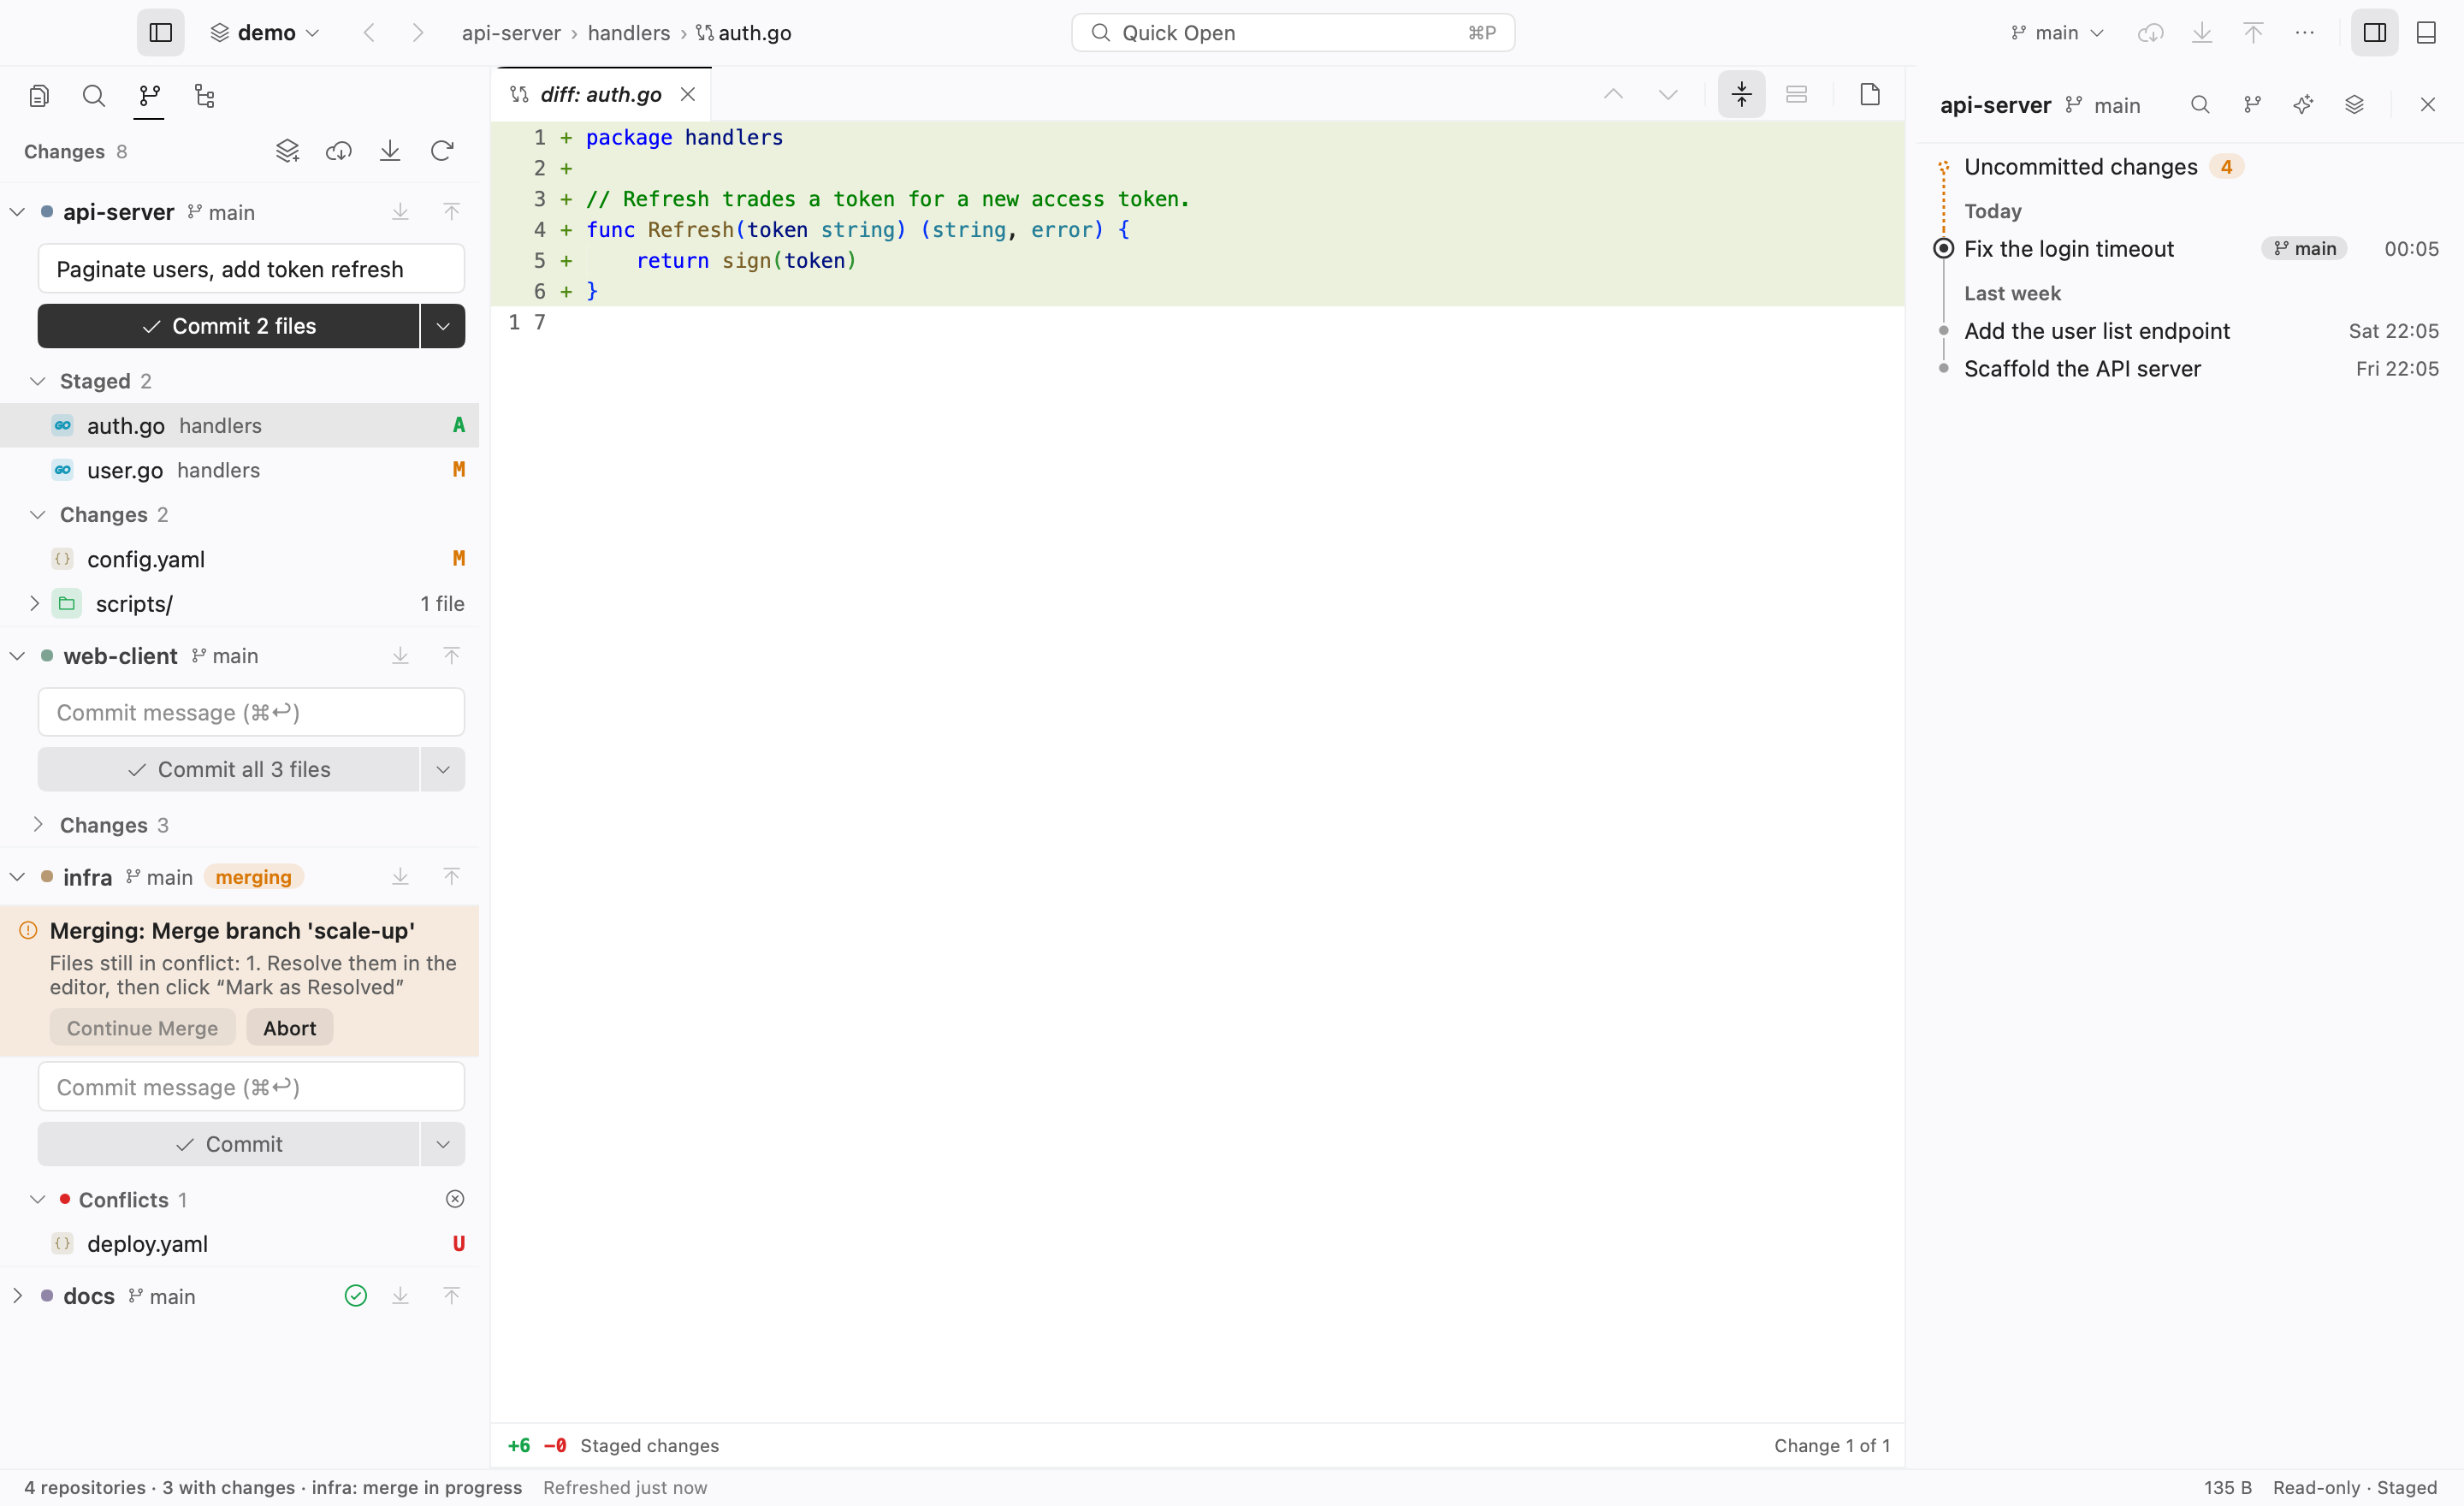 demo
api-server › handlers › auth.go
Quick Open ⌘P
main
Changes 8
api-server main
Paginate users, add token refresh
Commit 2 files
Staged 2
auth.go handlers A
user.go handlers M
Changes 2
config.yaml M
scripts/ 1 file
web-client main
Commit message (⌘↩)
Commit all 3 files
Changes 3
infra main merging
Merging: Merge branch 'scale-up'
Files still in conflict: 1. Resolve them in the
editor, then click “Mark as Resolved”
Continue Merge Abort
Commit message (⌘↩)
Commit
Conflicts 1
deploy.yaml U
docs main
diff: auth.go
1 + package handlers
2 +
3 + // Refresh trades a token for a new access token.
4 + func Refresh(token string) (string, error) {
5 + return sign(token)
6 + }
1 7
+6 −0 Staged changes
Change 1 of 1
api-server main
Uncommitted changes 4
Today
Fix the login timeout main 00:05
Last week
Add the user list endpoint Sat 22:05
Scaffold the API server Fri 22:05
4 repositories · 3 with changes · infra: merge in progress Refreshed just now
135 B Read-only · Staged